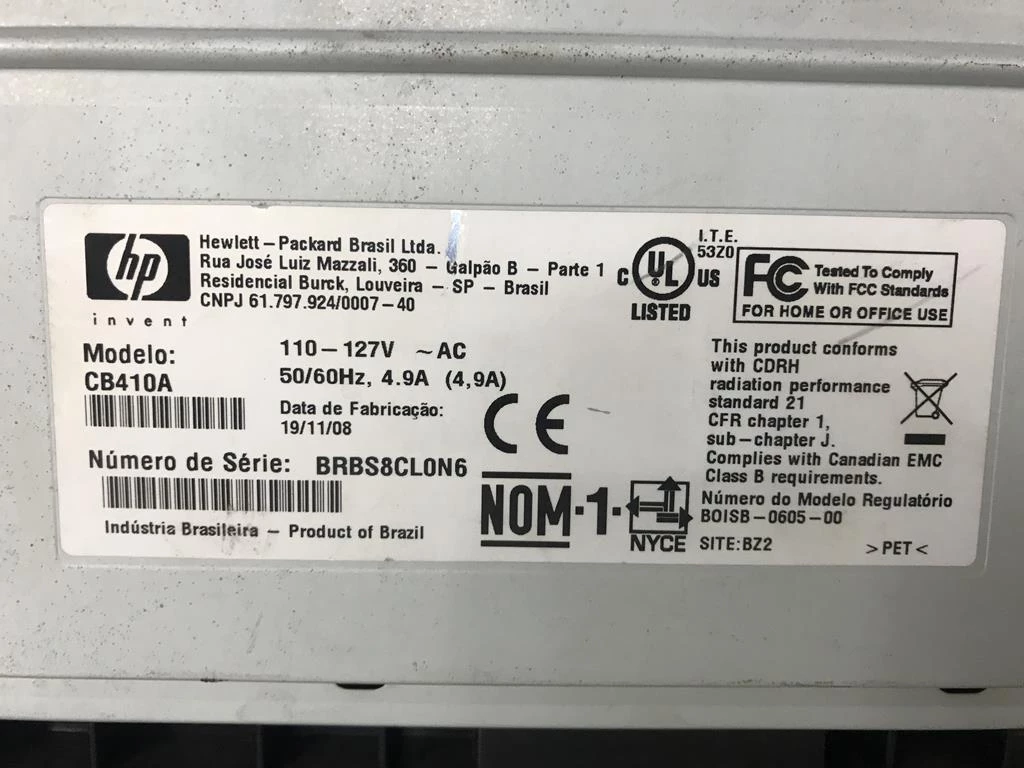 hp
invent
Hewlett-Packard Brasil Ltda.
Rua José Luiz Mazzali, 360 - Galpão B - Parte 1
Residencial Burck, Louveira - SP - Brasil
CNPJ 61.797.924/0007-40
Modelo:
CB410A
110-127V ~AC
50/60Hz, 4.9A (4,9A)
Data de Fabricação:
19/11/08
Número de Série: BRBS8CL0N6
Indústria Brasileira - Product of Brazil
CE
NOM-1-
NYCE
C UL US
LISTED
I.T.E.
53Z0
FC Tested To Comply
With FCC Standards
FOR HOME OR OFFICE USE
This product conforms
with CDRH
radiation performance
standard 21
CFR chapter 1,
sub-chapter J.
Complies with Canadian EMC
Class B requirements.
Número do Modelo Regulatório
BOISB-0605-00
SITE:BZ2
>PET<